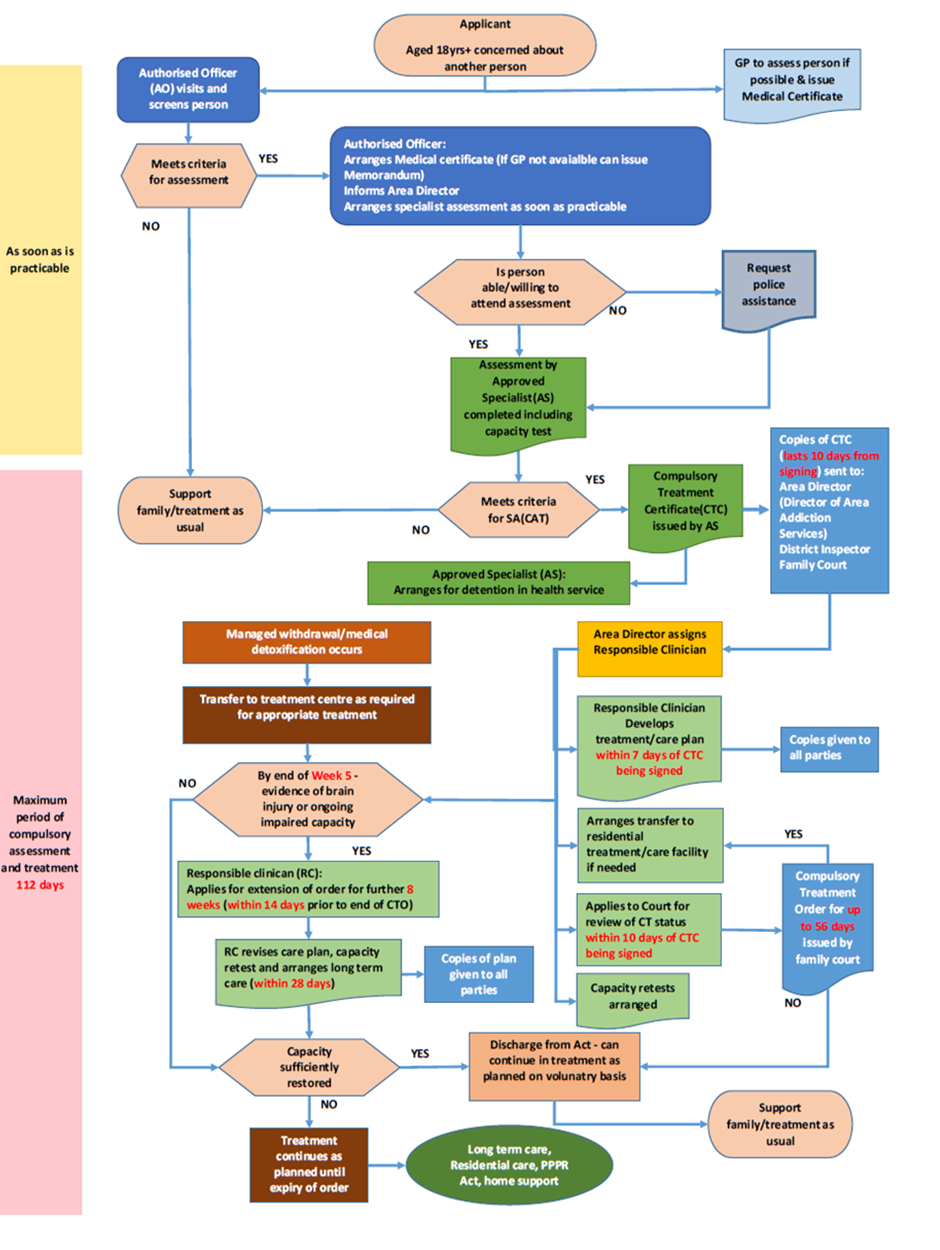 Applicant
Aged 18yrs+ concerned about
another person
Authorised Officer
(AO) visits and
screens person
GP to assess person if
possible & issue
Medical Certificate
Meets criteria
for assessment
YES
NO
Authorised Officer:
Arranges Medical certificate (If GP not avaialble can issue
Memorandum)
Informs Area Director
Arranges specialist assessment as soon as practicable
As soon as is
practicable
Is person
able/willing to
attend assessment
NO
YES
Request
police
assistance
Assessment by
Approved
Specialist(AS)
completed including
capacity test
Support
family/treatment as
usual
Meets criteria
for SA(CAT)
NO
YES
Compulsory
Treatment
Certificate(CTC)
issued by AS
Copies of CTC
(lasts 10 days from
signing) sent to:
Area Director
(Director of Area
Addiction
Services)
District Inspector
Family Court
Approved Specialist (AS):
Arranges for detention in health service
Managed withdrawal/medical
detoxification occurs
Area Director assigns
Responsible Clinician
Transfer to treatment centre as required
for appropriate treatment
Responsible Clinician
Develops
treatment/care plan
within 7 days of CTC
being signed
Copies given to
all parties
Maximum
period of
compulsory
assessment
and treatment
112 days
NO
By end of Week 5 -
evidence of brain
injury or ongoing
impaired capacity
YES
Arranges transfer to
residential
treatment/care facility
if needed
YES
Responsible clinican (RC):
Applies for extension of order for further 8
weeks (within 14 days prior to end of CTO)
Applies to Court for
review of CT status
within 10 days of CTC
being signed
Compulsory
Treatment
Order for up
to 56 days
issued by
family court
NO
RC revises care plan, capacity
retest and arranges long term
care (within 28 days)
Copies of plan
given to all
parties
Capacity retests
arranged
Capacity
sufficiently
restored
YES
NO
Discharge from Act - can
continue in treatment as
planned on volunatry basis
Support
family/treatment as
usual
Treatment
continues as
planned until
expiry of order
Long term care,
Residential care, PPPR
Act, home support